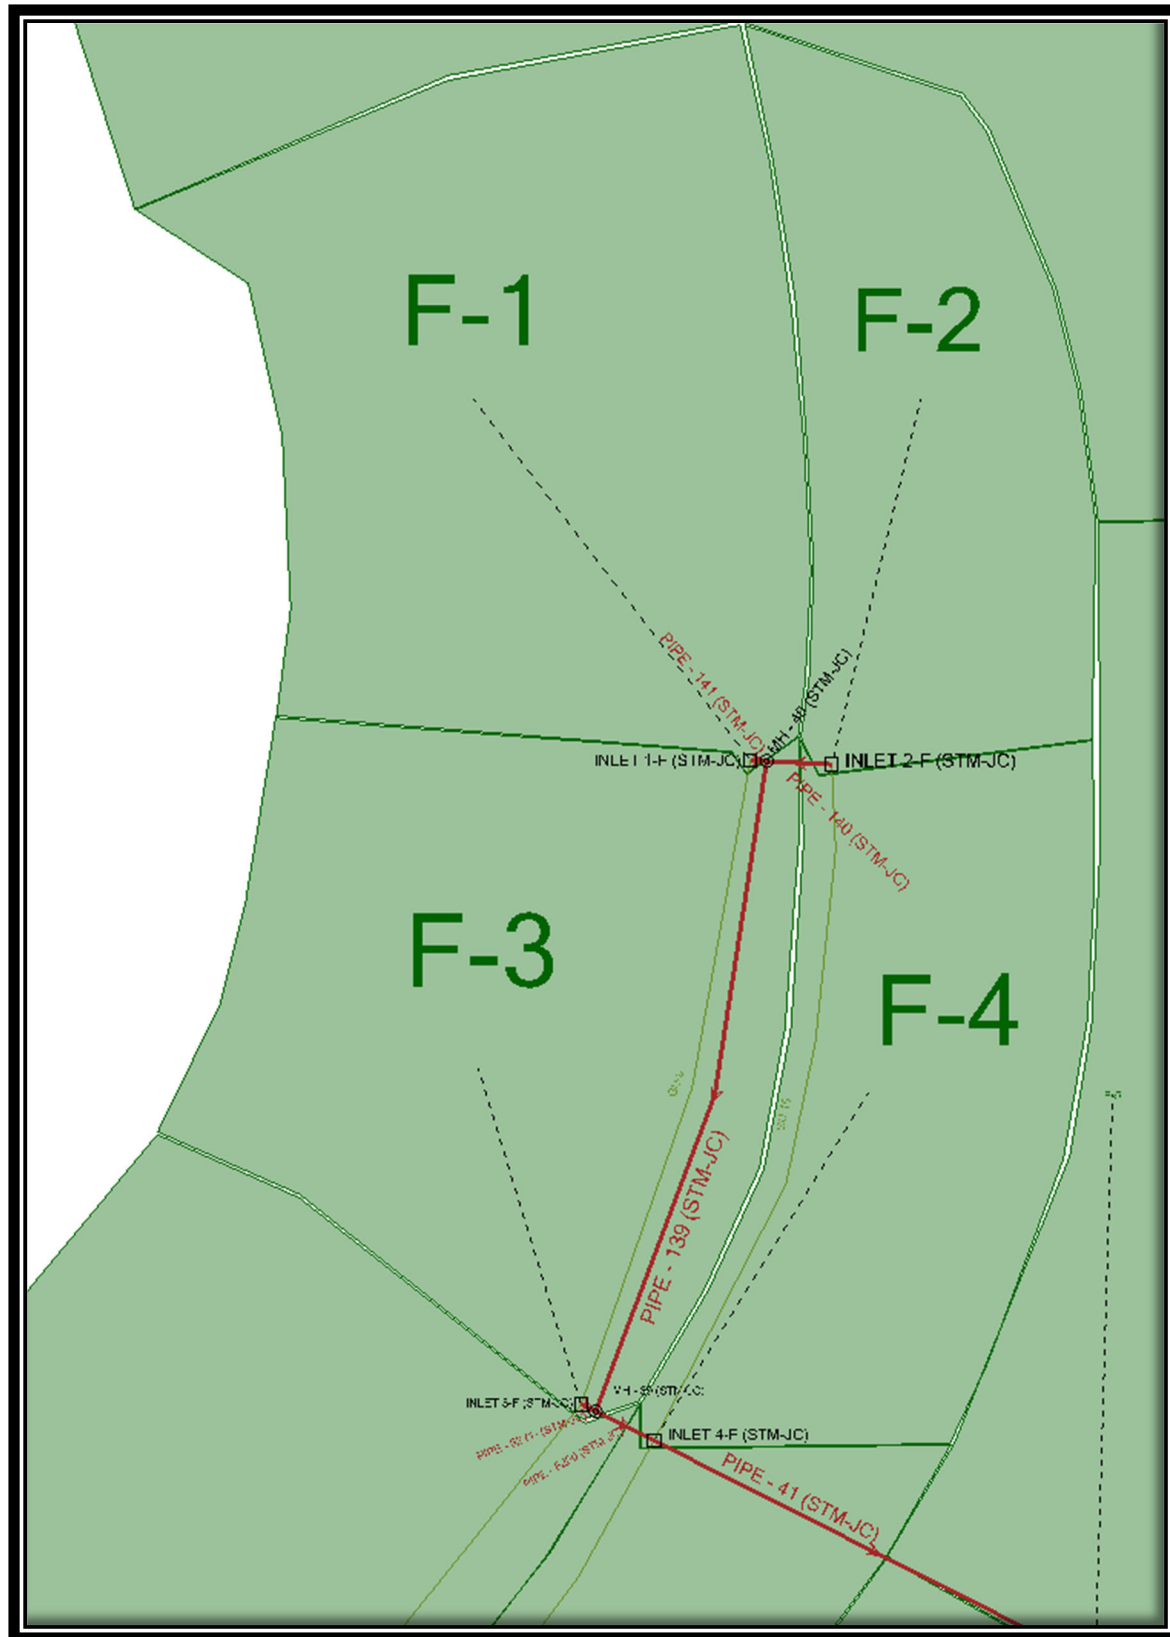 F-1
F-2
PIPE - 141 (STM-JC)
MH - 40 (STM-JC)
INLET 1-F (STM-JC)
INLET 2-F (STM-JC)
PIPE - 140 (STM-JC)
F-3
F-4
PIPE - 139 (STM-JC)
INLET 4-F (STM-JC)
PIPE - 41 (STM-JC)